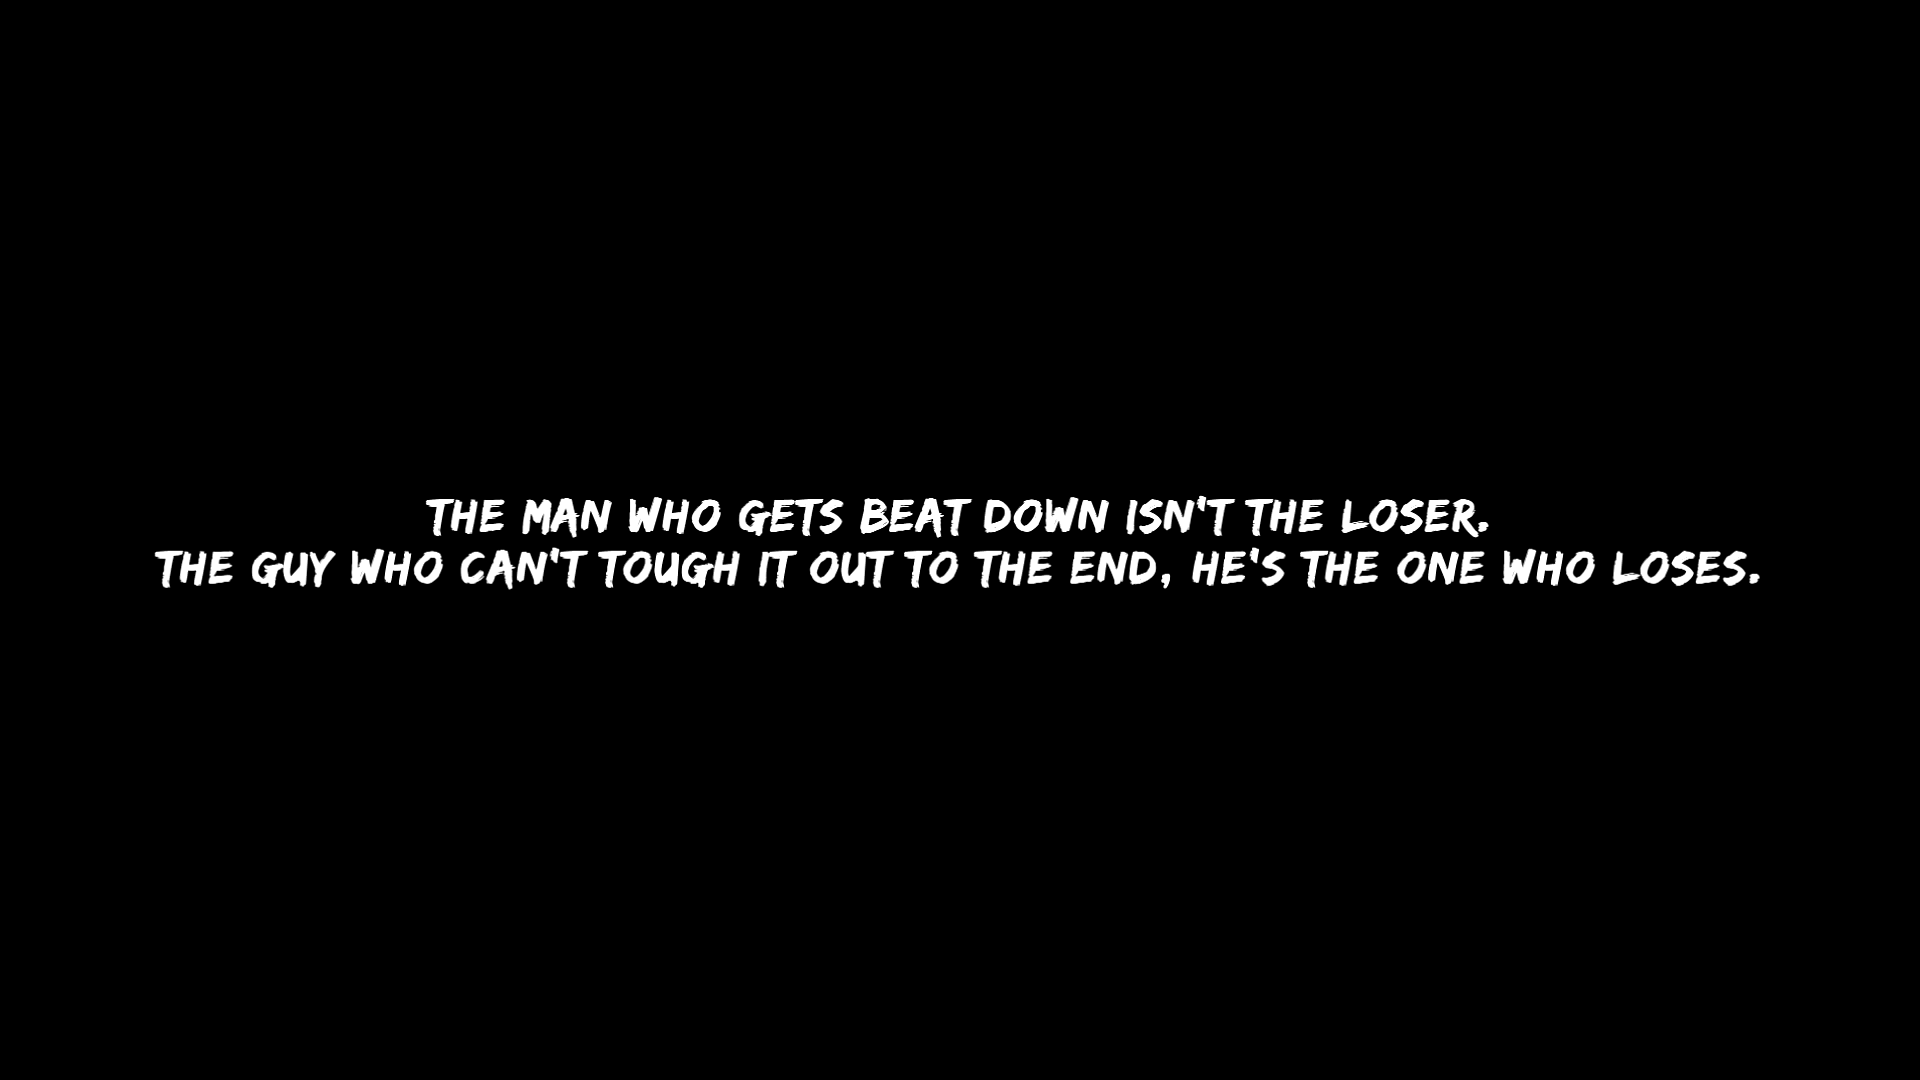 THE MAN WHO GETS BEAT DOWN ISN'T THE LOSER.
THE GUY WHO CAN'T TOUGH IT OUT TO THE END, HE'S THE ONE WHO LOSES.